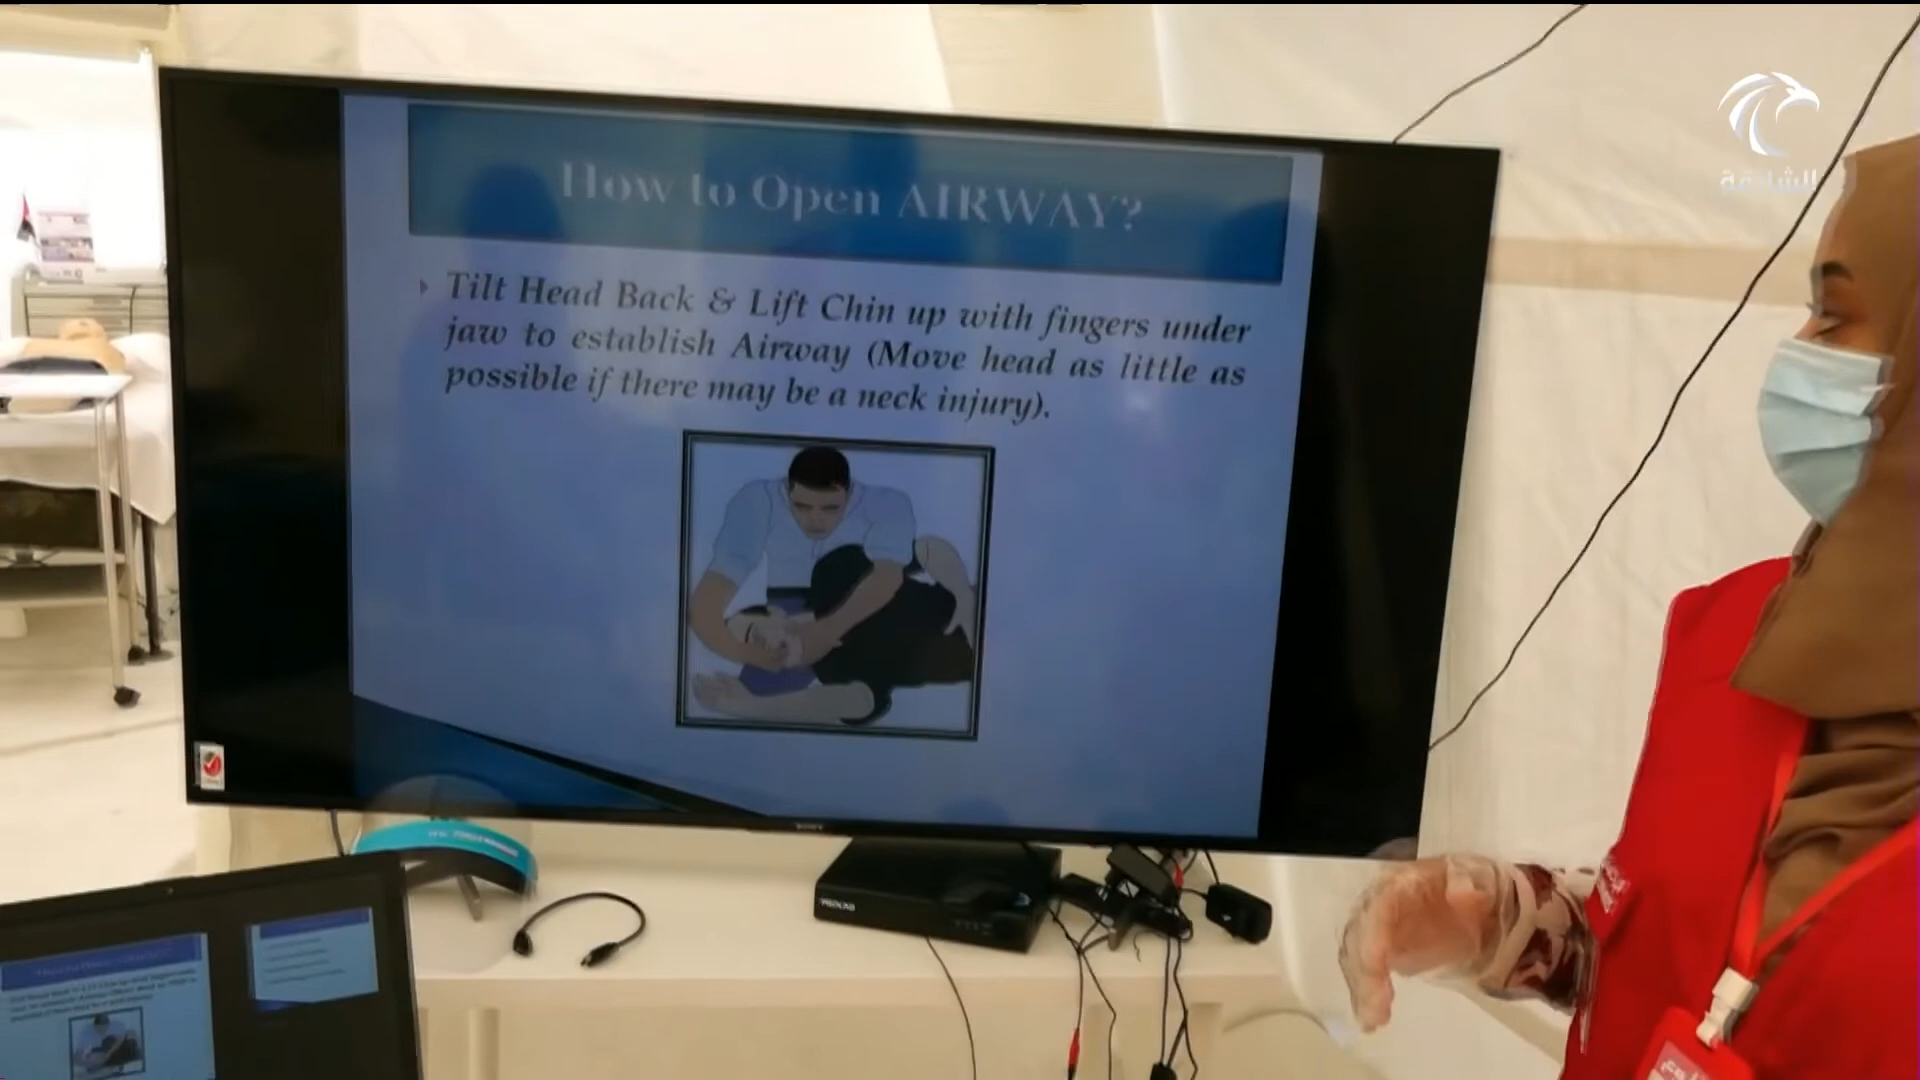 الشارقة
How to Open AIRWAY?
Tilt Head Back & Lift Chin up with fingers under
jaw to establish Airway (Move head as little as
possible if there may be a neck injury).
SONY